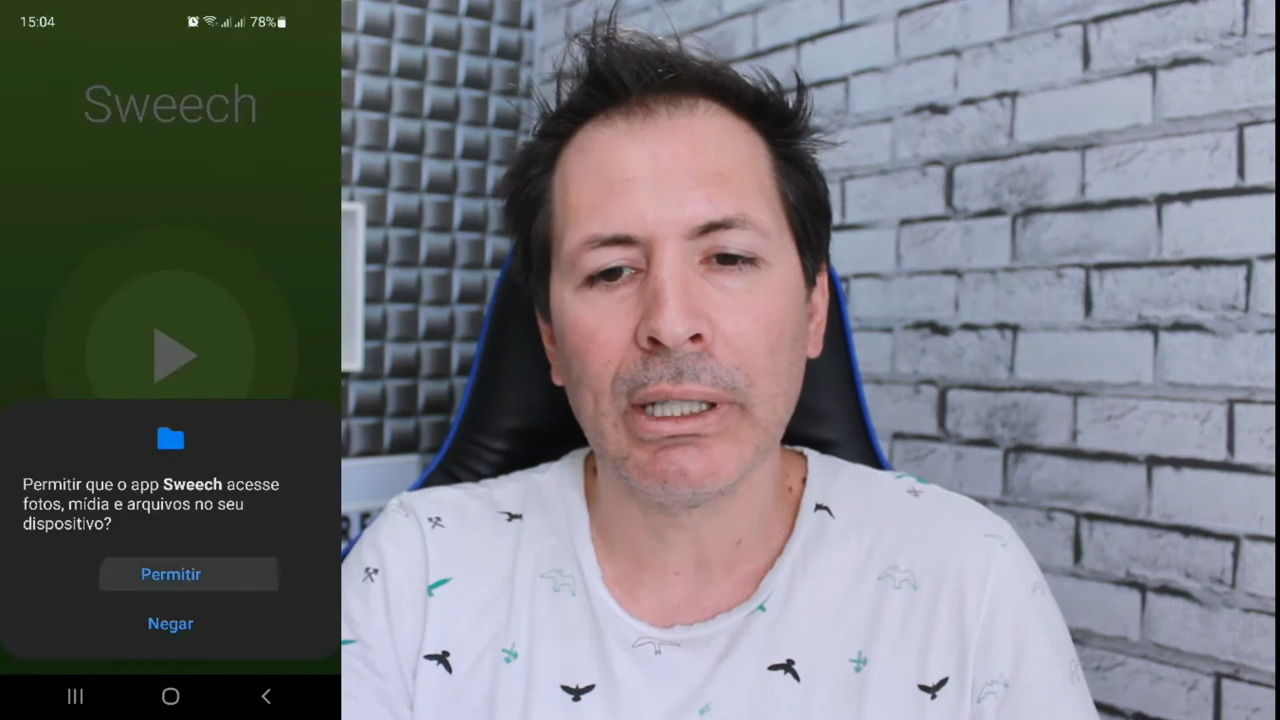 15:04
78%
Sweech
Permitir que o app Sweech acesse
fotos, mídia e arquivos no seu
dispositivo?
Permitir
Negar